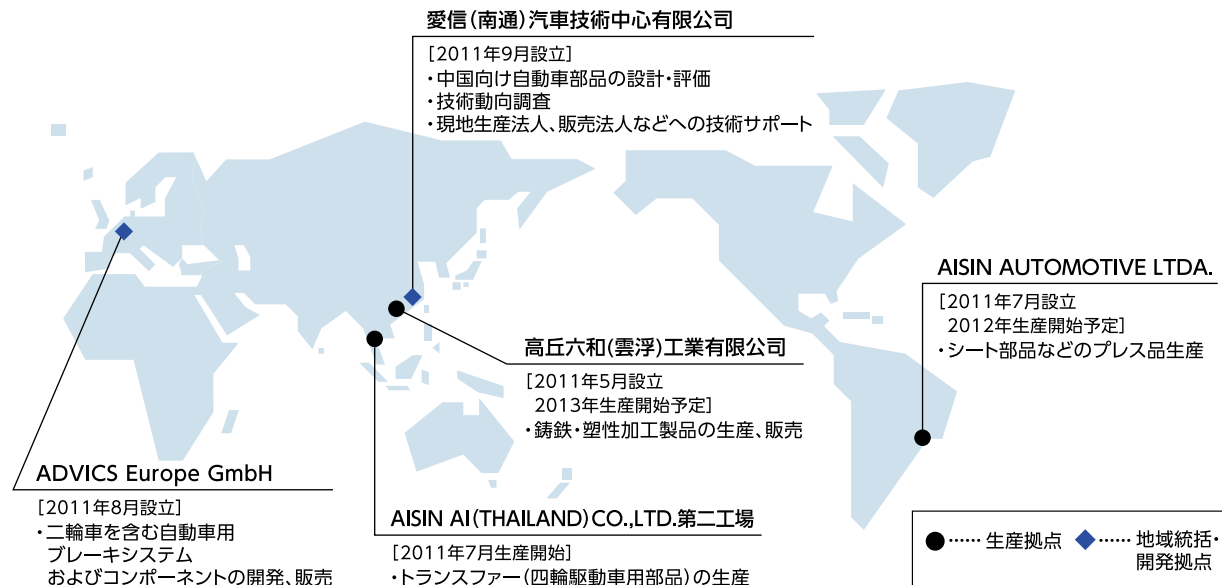 愛信(南通)汽車技術中心有限公司
[2011年9月設立]
・中国向け自動車部品の設計・評価
・技術動向調査
・現地生産法人、販売法人などへの技術サポート
AISIN AUTOMOTIVE LTDA.
[2011年7月設立
2012年生産開始予定]
・シート部品などのプレス品生産
高丘六和(雲浮)工業有限公司
[2011年5月設立
2013年生産開始予定]
・鋳鉄・塑性加工製品の生産、販売
ADVICS Europe GmbH
[2011年8月設立]
・二輪車を含む自動車用
ブレーキシステム
およびコンポーネントの開発、販売
AISIN AI(THAILAND)CO.,LTD.第二工場
[2011年7月生産開始]
・トランスファー(四輪駆動車用部品)の生産
●…… 生産拠点 ◆…… 地域統括・
開発拠点